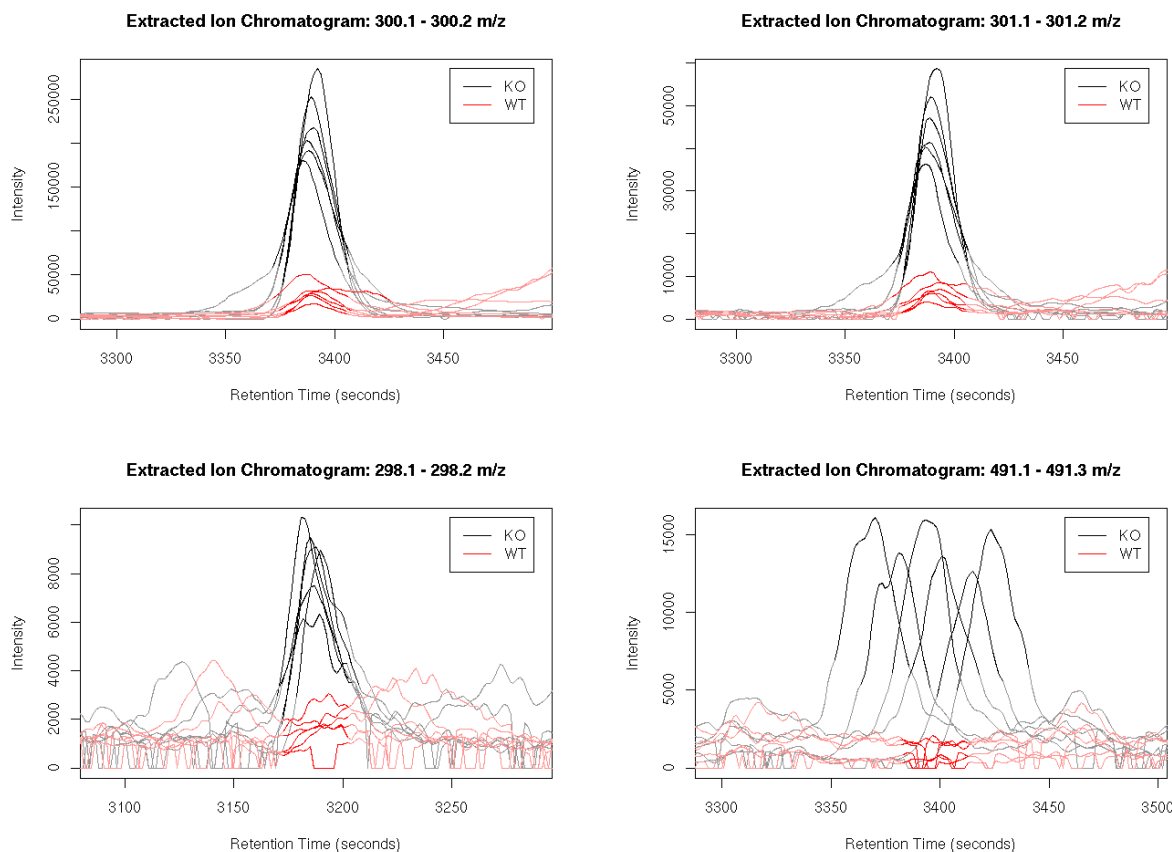 Extracted Ion Chromatogram: 300.1 - 300.2 m/z
Intensity
0
50000
150000
250000
KO
WT
3300
3350
3400
3450
Retention Time (seconds)
Extracted Ion Chromatogram: 301.1 - 301.2 m/z
Intensity
0
10000
30000
50000
KO
WT
3300
3350
3400
3450
Retention Time (seconds)
Extracted Ion Chromatogram: 298.1 - 298.2 m/z
Intensity
0
2000
4000
6000
8000
KO
WT
3100
3150
3200
3250
Retention Time (seconds)
Extracted Ion Chromatogram: 491.1 - 491.3 m/z
Intensity
0
5000
10000
15000
KO
WT
3300
3350
3400
3450
3500
Retention Time (seconds)